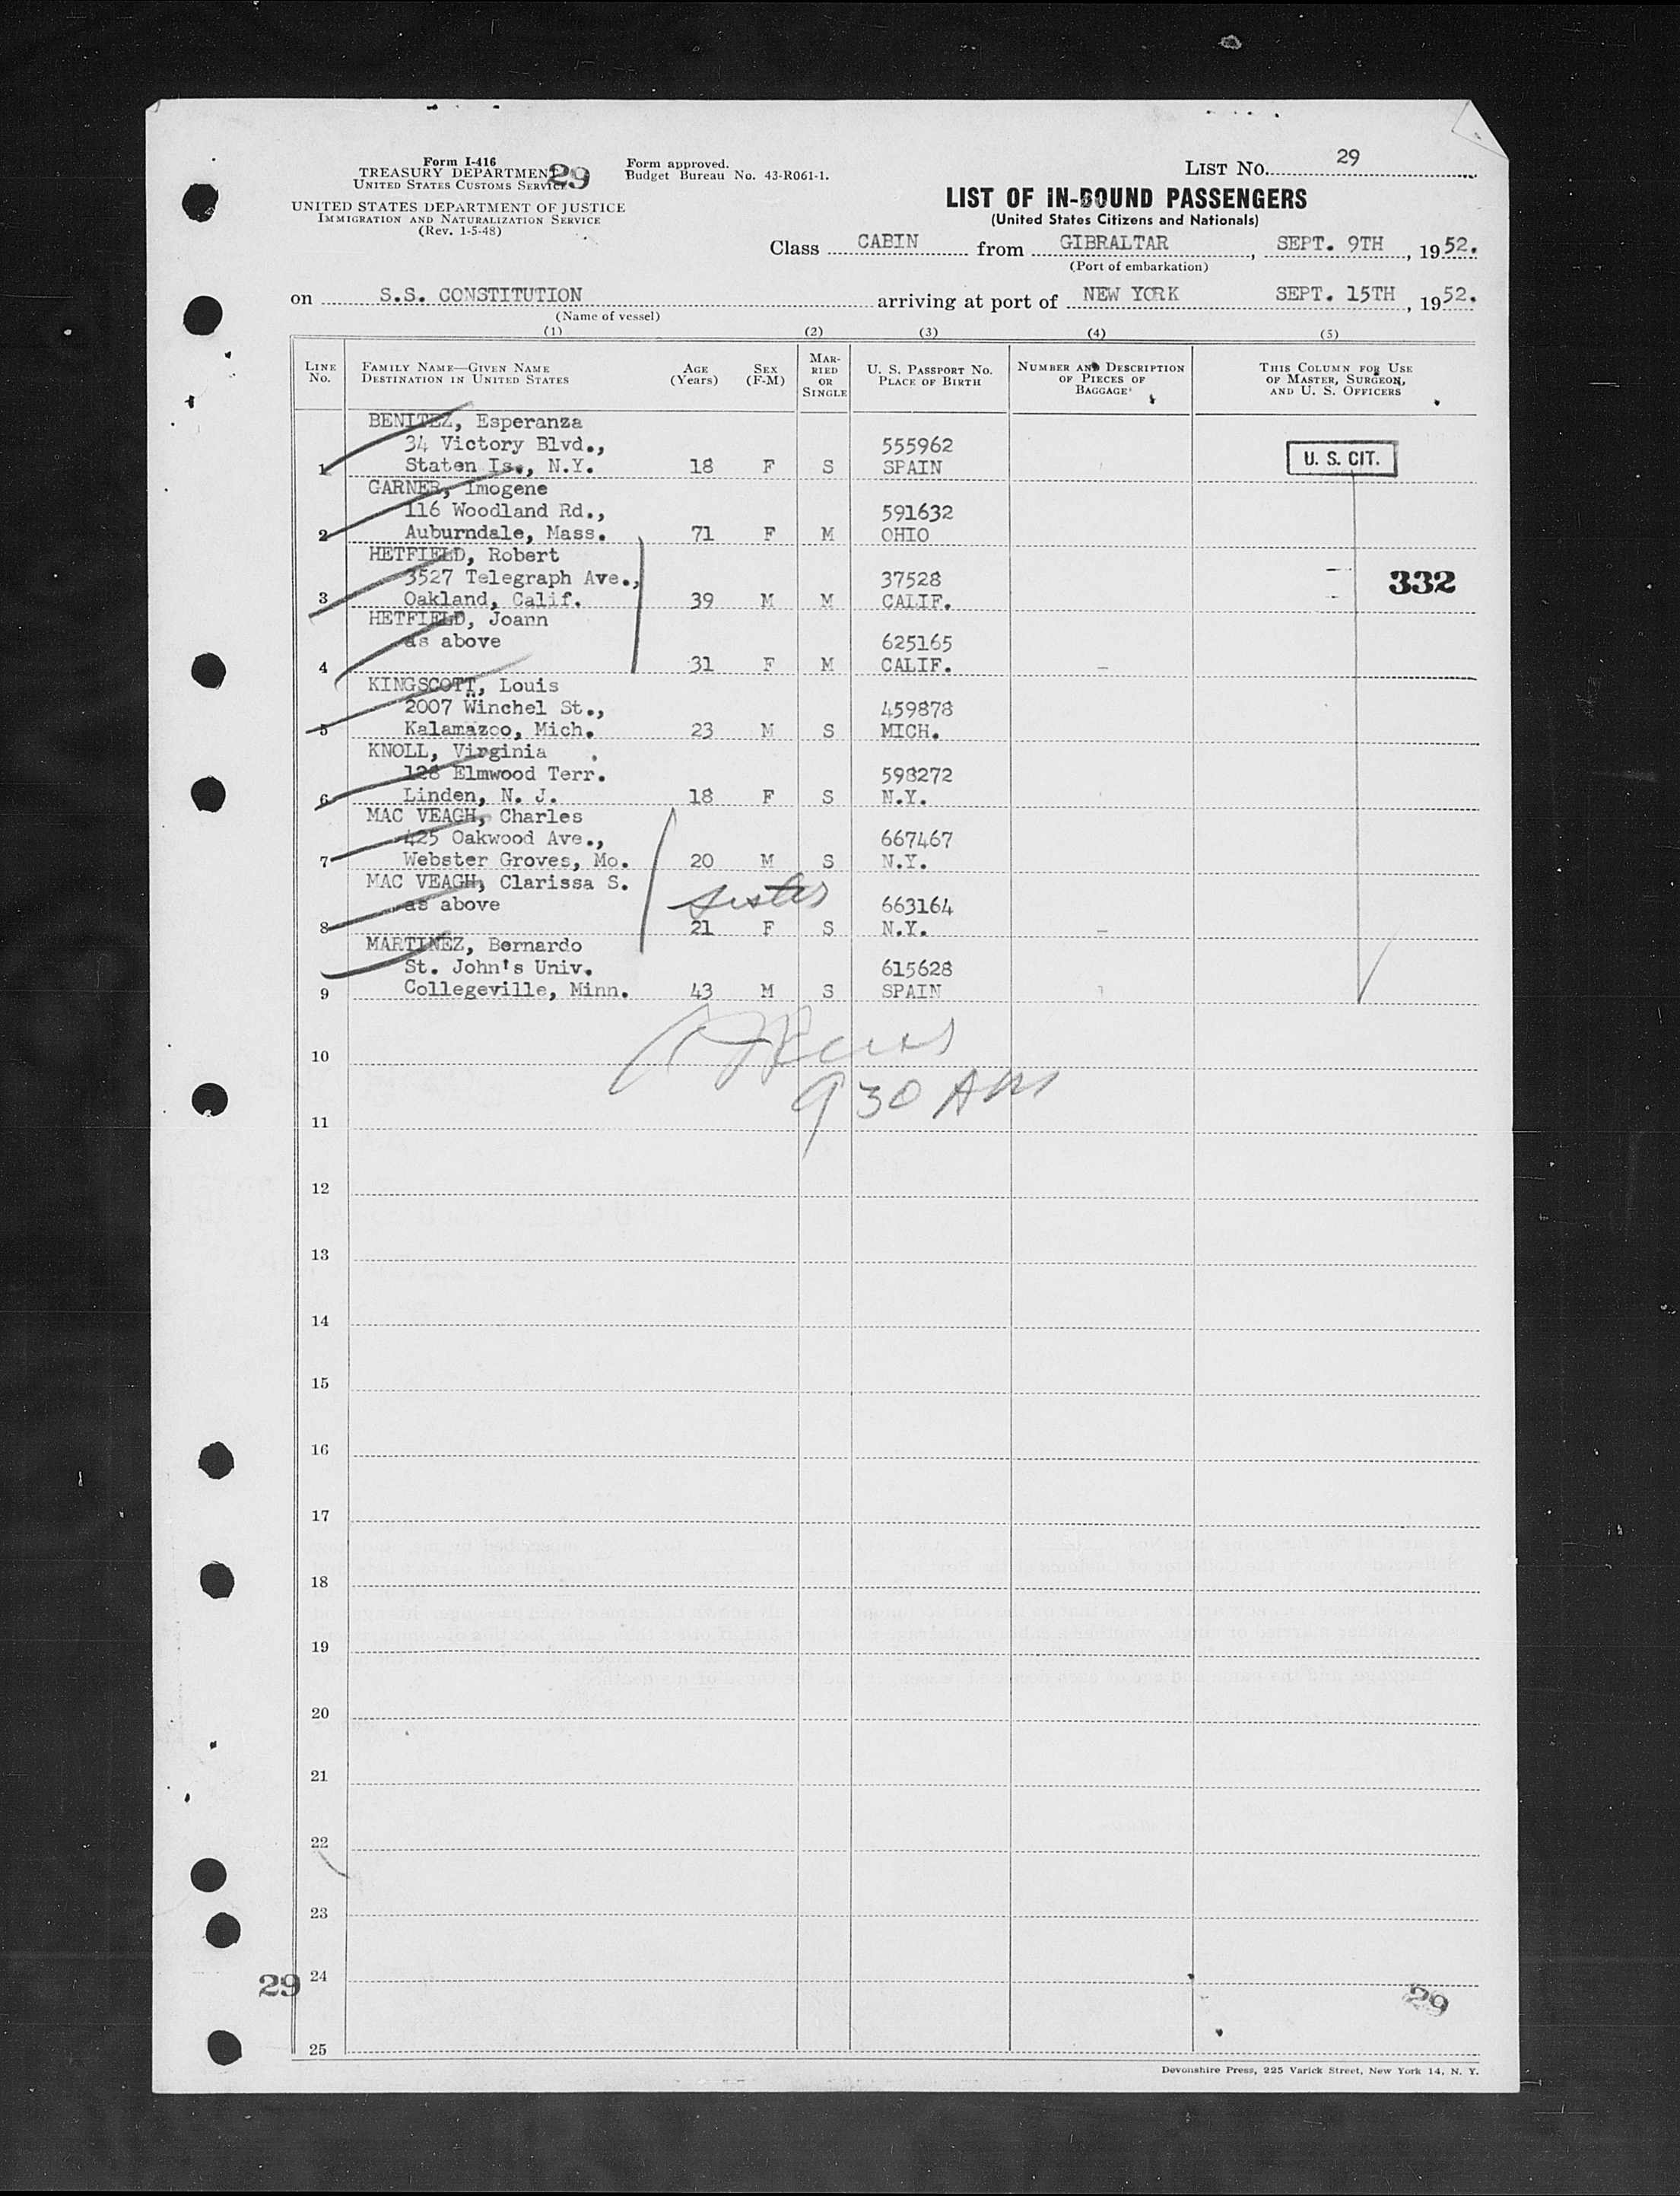 Form I-416
TREASURY DEPARTMENT 29
UNITED STATES CUSTOMS SERVICE
UNITED STATES DEPARTMENT OF JUSTICE
IMMIGRATION AND NATURALIZATION SERVICE
(Rev. 1-5-48)
Form approved.
Budget Bureau No. 43-R061-1.
LIST No. 29
LIST OF IN-BOUND PASSENGERS
(United States Citizens and Nationals)
Class CABIN from GIBRALTAR, SEPT. 9TH, 1952.
(Port of embarkation)
on S.S. CONSTITUTION arriving at port of NEW YORK SEPT. 15TH, 1952.
(Name of vessel)
(1) (2) (3) (4) (5)
LINE No.
FAMILY NAME—GIVEN NAME
DESTINATION IN UNITED STATES
AGE (Years)
SEX (F-M)
MARRIED OR SINGLE
U. S. PASSPORT No.
PLACE OF BIRTH
NUMBER AND DESCRIPTION OF PIECES OF BAGGAGE
THIS COLUMN FOR USE OF MASTER, SURGEON, AND U. S. OFFICERS
BENITEZ, Esperanza
34 Victory Blvd., 555962
1 Staten Is., N.Y. 18 F S SPAIN
U. S. CIT.
GARNER, Imogene
116 Woodland Rd., 591632
2 Auburndale, Mass. 71 F M OHIO
HETFIELD, Robert
3527 Telegraph Ave., 37528 332
3 Oakland, Calif. 39 M M CALIF.
HETFIELD, Joann
as above 625165
4 31 F M CALIF.
KINGSCOTT, Louis
2007 Winchel St., 459878
5 Kalamazoo, Mich. 23 M S MICH.
KNOLL, Virginia
128 Elmwood Terr. 598272
6 Linden, N. J. 18 F S N.Y.
MAC VEAGH, Charles
425 Oakwood Ave., 667467
7 Webster Groves, Mo. 20 M S N.Y.
MAC VEAGH, Clarissa S.
as above sister 663164
8 21 F S N.Y.
MARTINEZ, Bernardo
St. John's Univ. 615628
9 Collegeville, Minn. 43 M S SPAIN
10
9 30 AM
11
12
13
14
15
16
17
18
19
20
21
22
23
29 24 29
25
Devonshire Press, 225 Varick Street, New York 14, N. Y.